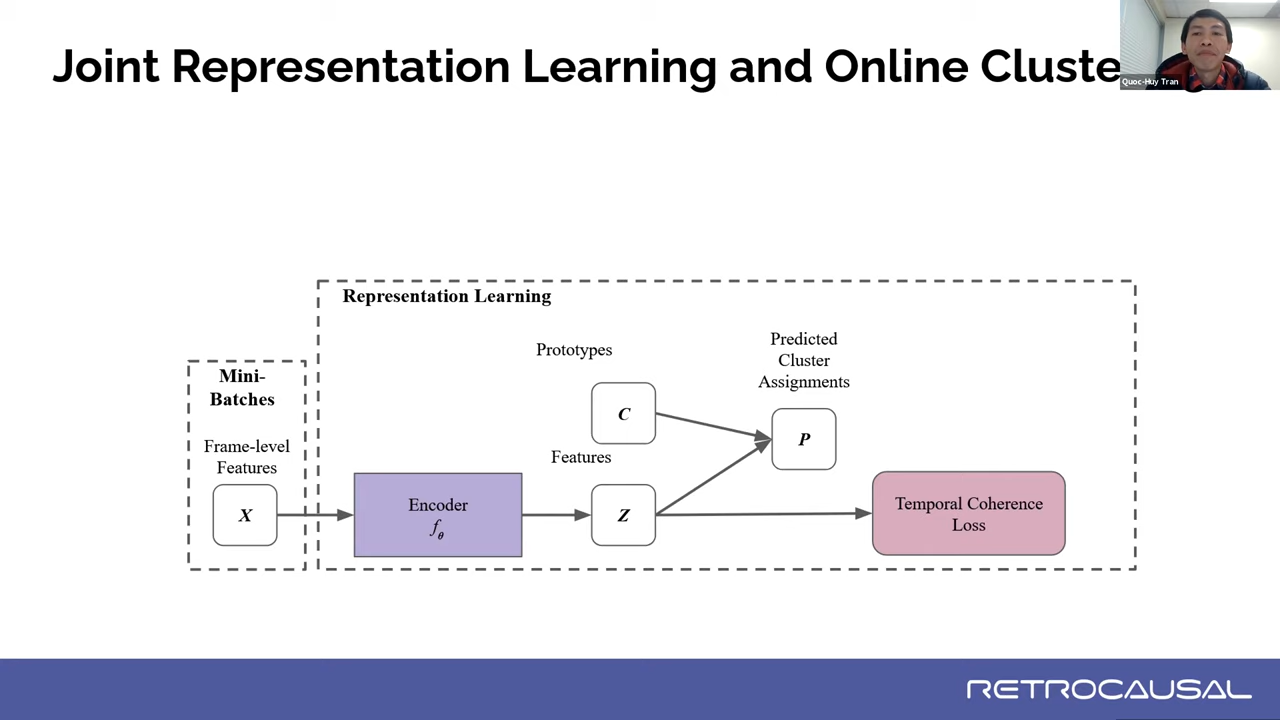 Joint Representation Learning and Online Cluste
Quoc-Huy Tran
Representation Learning
Mini-
Batches
Frame-level
Features
X
Encoder
fθ
Prototypes
C
Features
Z
Predicted
Cluster
Assignments
P
Temporal Coherence
Loss
RETROCAUSAL